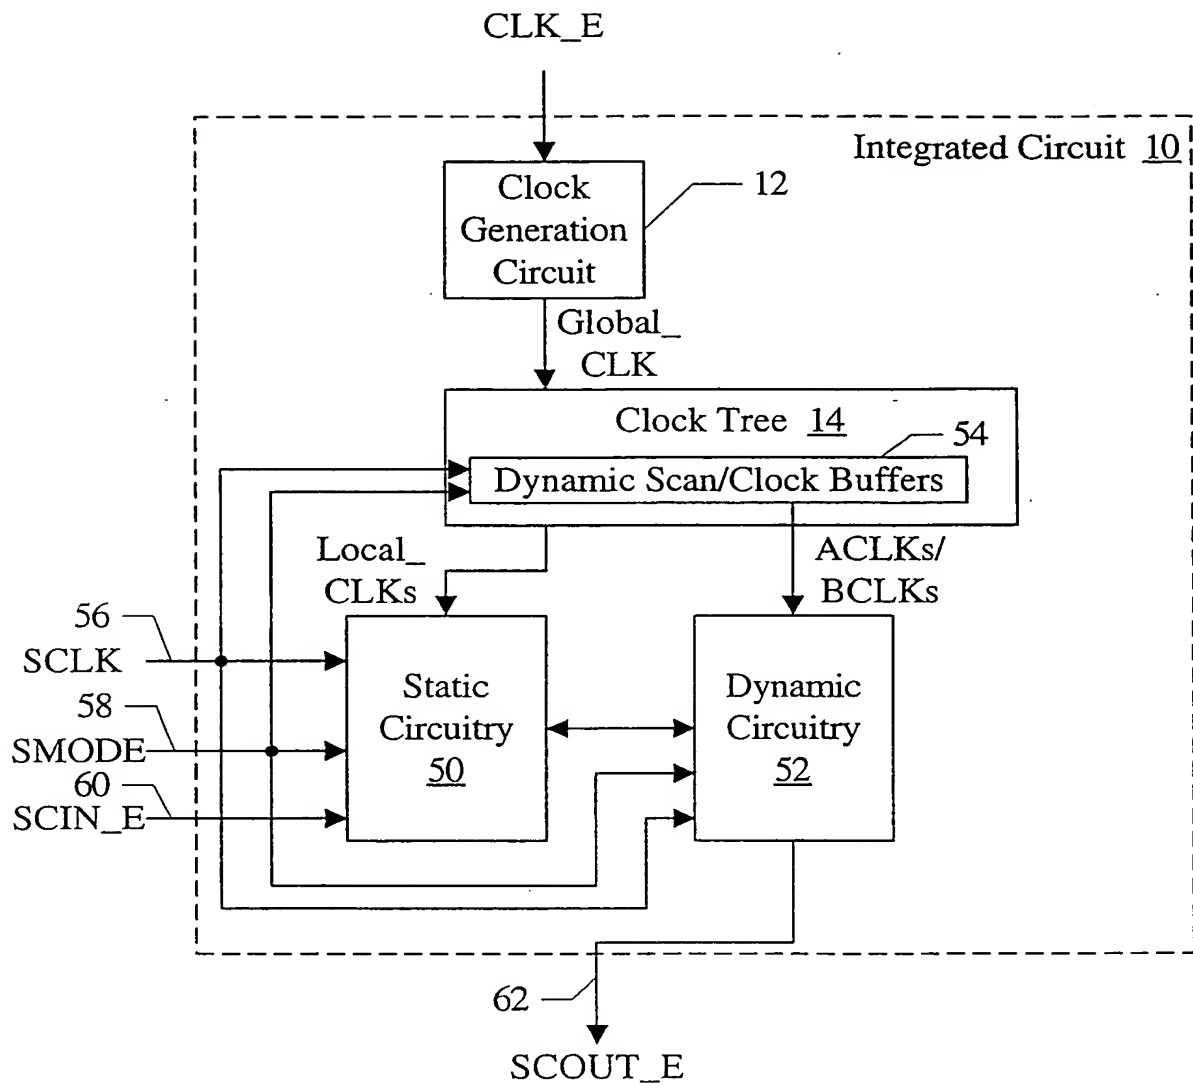 CLK_E
Integrated Circuit 10
Clock
Generation
Circuit
12
Global_
CLK
Clock Tree 14
54
Dynamic Scan/Clock Buffers
Local_
CLKs
ACLKs/
BCLKs
56
SCLK
Static
Circuitry
50
Dynamic
Circuitry
52
58
SMODE
60
SCIN_E
62
SCOUT_E